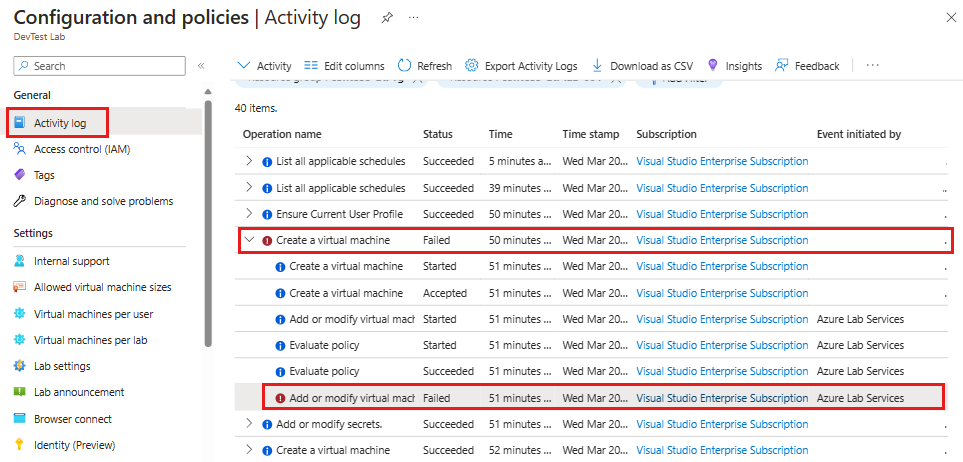 Configuration and policies | Activity log
DevTest Lab
Search
General
Activity log
Access control (IAM)
Tags
Diagnose and solve problems
Settings
Internal support
Allowed virtual machine sizes
Virtual machines per user
Virtual machines per lab
Lab settings
Lab announcement
Browser connect
Identity (Preview)
Activity Edit columns Refresh Export Activity Logs Download as CSV Insights Feedback
40 items.
Operation name Status Time Time stamp Subscription Event initiated by
List all applicable schedules Succeeded 5 minutes a... Wed Mar 20... Visual Studio Enterprise Subscription
List all applicable schedules Succeeded 39 minutes ... Wed Mar 20... Visual Studio Enterprise Subscription
Ensure Current User Profile Succeeded 50 minutes ... Wed Mar 20... Visual Studio Enterprise Subscription
Create a virtual machine Failed 50 minutes ... Wed Mar 20... Visual Studio Enterprise Subscription
Create a virtual machine Started 51 minutes ... Wed Mar 20... Visual Studio Enterprise Subscription
Create a virtual machine Accepted 51 minutes ... Wed Mar 20... Visual Studio Enterprise Subscription
Add or modify virtual mach Started 51 minutes ... Wed Mar 20... Visual Studio Enterprise Subscription Azure Lab Services
Evaluate policy Started 51 minutes ... Wed Mar 20... Visual Studio Enterprise Subscription Azure Lab Services
Evaluate policy Succeeded 51 minutes ... Wed Mar 20... Visual Studio Enterprise Subscription Azure Lab Services
Add or modify virtual mach Failed 51 minutes ... Wed Mar 20... Visual Studio Enterprise Subscription Azure Lab Services
Add or modify secrets. Succeeded 51 minutes ... Wed Mar 20... Visual Studio Enterprise Subscription
Create a virtual machine Succeeded 52 minutes ... Wed Mar 20... Visual Studio Enterprise Subscription